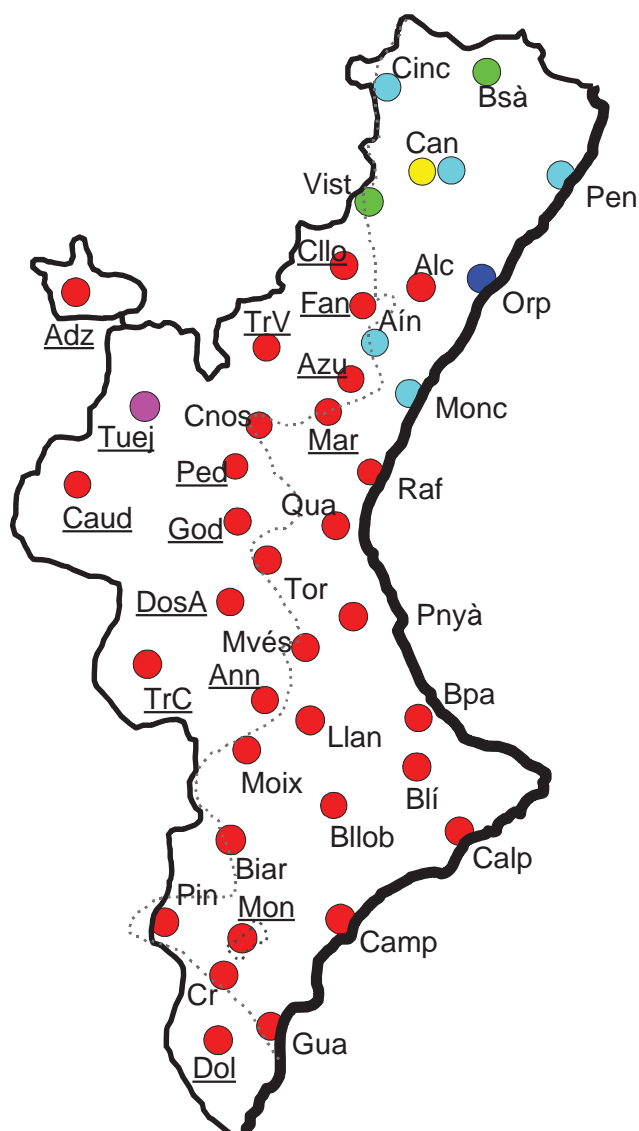 Cinc
Bsà
Can
Vist
Pen
Cllo
Alc
Orp
Adz
Fan
TrV
Aín
Azu
Monc
Tuej
Cnos
Mar
Ped
Raf
Caud
Qua
God
Tor
DosA
Pnyà
Mvés
Ann
TrC
Bpa
Llan
Moix
Blí
Bllob
Calp
Biar
Pin
Mon
Camp
Cr
Gua
Dol